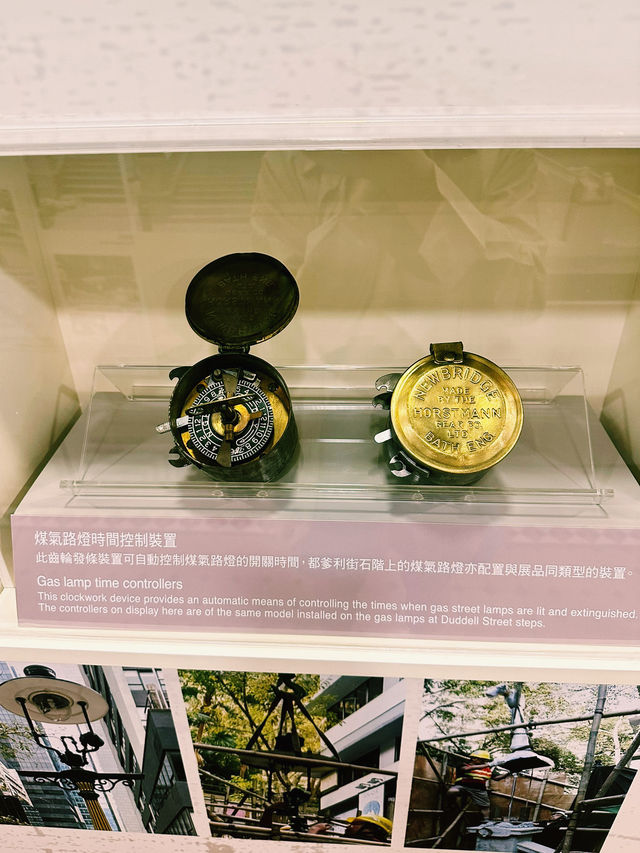 NEWBRIDGE
MADE
BY THE
HORSTMANN
GEAR CO.
LTD
BATH ENG.
煤氣路燈時間控制裝置
此齒輪發條裝置可自動控制煤氣路燈的開關時間，都爹利街石階上的煤氣路燈亦配置與展品同類型的裝置。
Gas lamp time controllers
This clockwork device provides an automatic means of controlling the times when gas street lamps are lit and extinguished.
The controllers on display here are of the same model installed on the gas lamps at Duddell Street steps.